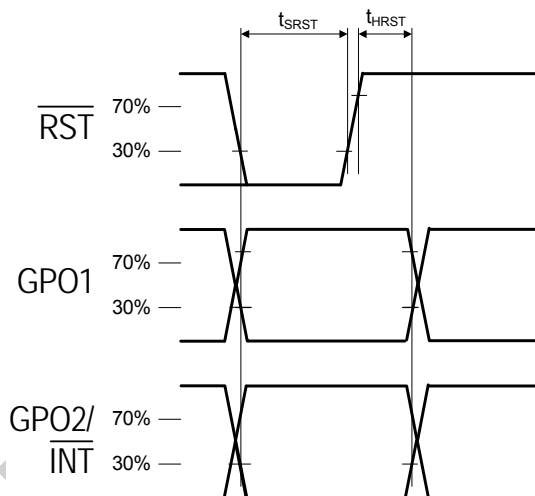 tSRST
tHRST
RST
70%
30%
GPO1
70%
30%
GPO2/
INT
70%
30%